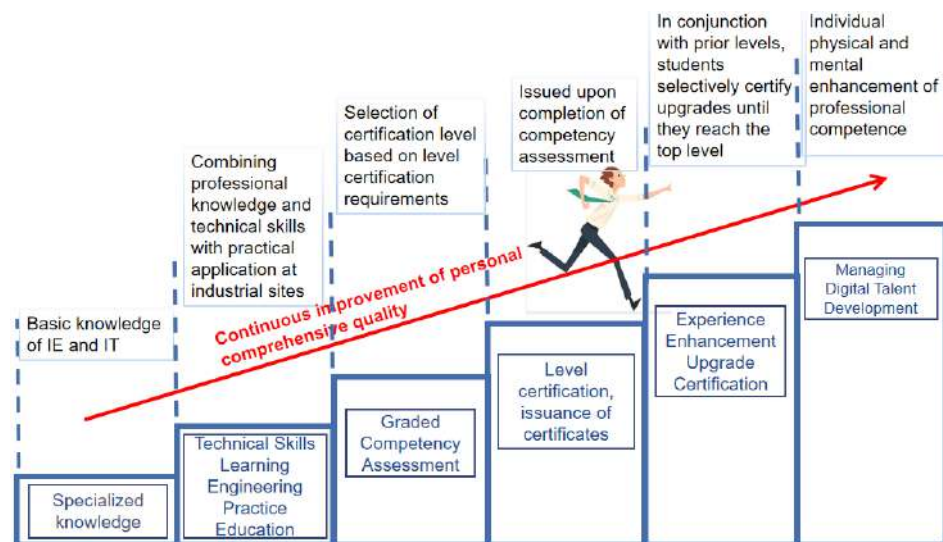 Basic knowledge
of IE and IT
Combining
professional
knowledge and
technical skills
with practical
application at
industrial sites
Selection of
certification level
based on level
certification
requirements
Issued upon
completion of
competency
assessment
In conjunction
with prior levels,
students
selectively certify
upgrades until
they reach the
top level
Individual
physical and
mental
enhancement of
professional
competence
Continuous in provement of personal
comprehensive quality
Specialized
knowledge
Technical Skills
Learning
Engineering
Practice
Education
Graded
Competency
Assessment
Level
certification,
issuance of
certificates
Experience
Enhancement
Upgrade
Certification
Managing
Digital Talent
Development